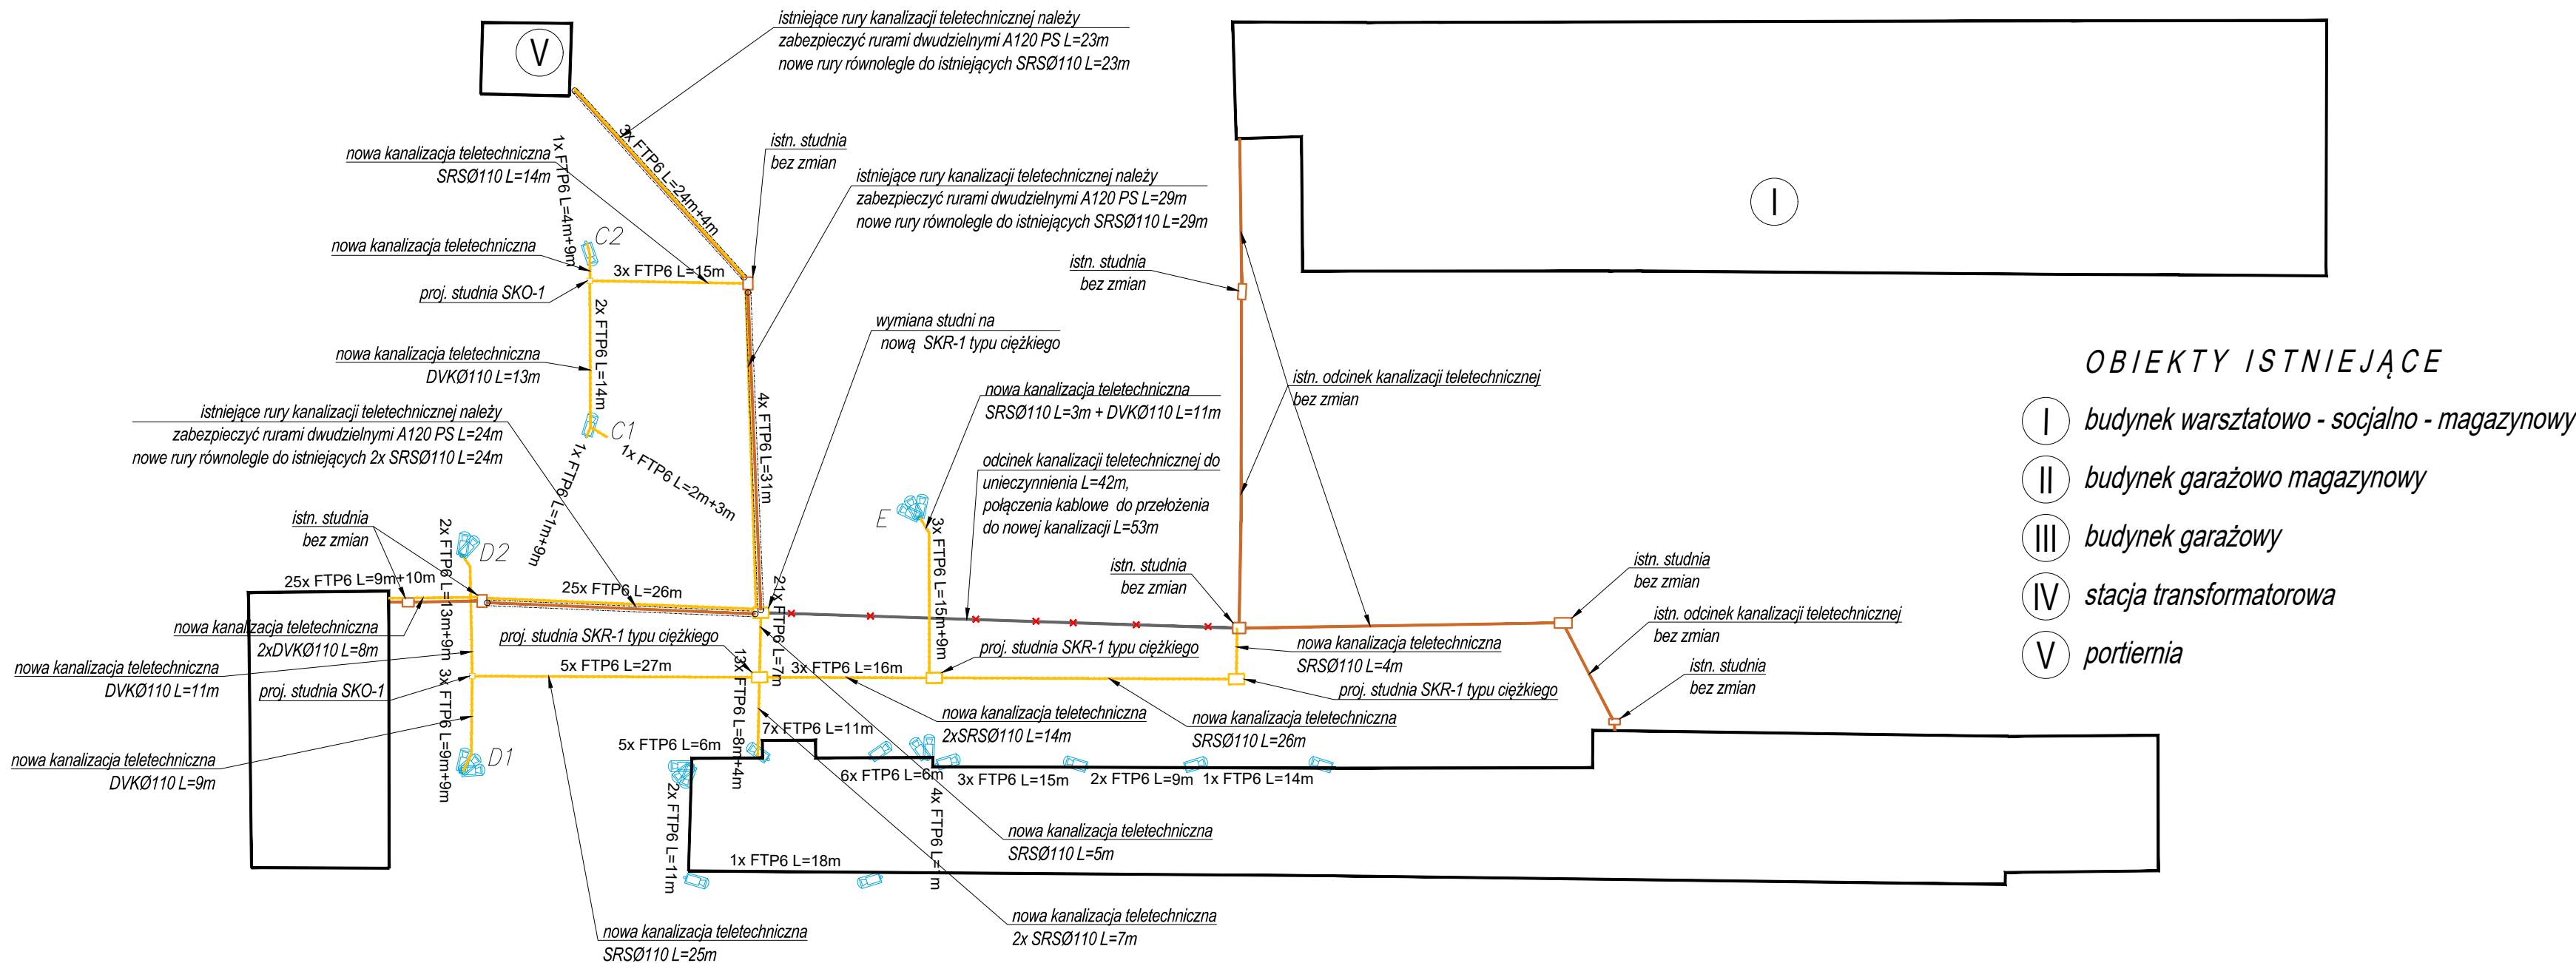 V
istniejące rury kanalizacji teletechnicznej należy
zabezpieczyć rurami dwudzielnymi A120 PS L=23m
nowe rury równolegle do istniejących SRSØ110 L=23m
3x FTP6 L=24m+4m
1x FTP6 L=4m+9m
nowa kanalizacja teletechniczna
SRSØ110 L=14m
istn. studnia
bez zmian
istniejące rury kanalizacji teletechnicznej należy
zabezpieczyć rurami dwudzielnymi A120 PS L=29m
nowe rury równolegle do istniejących SRSØ110 L=29m
I
C2
nowa kanalizacja teletechniczna
3x FTP6 L=15m
proj. studnia SKO-1
istn. studnia
bez zmian
2x FTP6 L=14m
wymiana studni na
nową SKR-1 typu ciężkiego
nowa kanalizacja teletechniczna
DVKØ110 L=13m
4x FTP6 L=31m
nowa kanalizacja teletechniczna
SRSØ110 L=3m + DVKØ110 L=11m
istn. odcinek kanalizacji teletechnicznej
bez zmian
istniejące rury kanalizacji teletechnicznej należy
zabezpieczyć rurami dwudzielnymi A120 PS L=24m
nowe rury równolegle do istniejących 2x SRSØ110 L=24m
C1
1x FTP6 L=2m+3m
1x FTP6 L=1m+9m
odcinek kanalizacji teletechnicznej do
unieczynnienia L=42m,
połączenia kablowe do przełożenia
do nowej kanalizacji L=53m
E
3x FTP6 L=15m+9m
istn. studnia
bez zmian
2x FTP6 L=13m+9m
D2
25x FTP6 L=9m+10m
25x FTP6 L=26m
21x FTP6 L=7m
istn. studnia
bez zmian
istn. studnia
bez zmian
istn. odcinek kanalizacji teletechnicznej
bez zmian
istn. studnia
bez zmian
nowa kanalizacja teletechniczna
2xDVKØ110 L=8m
proj. studnia SKR-1 typu ciężkiego
proj. studnia SKR-1 typu ciężkiego
nowa kanalizacja teletechniczna
SRSØ110 L=4m
nowa kanalizacja teletechniczna
DVKØ110 L=11m
5x FTP6 L=27m
3x FTP6 L=16m
proj. studnia SKO-1
3x FTP6 L=9m+9m
13x FTP6 L=8m+4m
proj. studnia SKR-1 typu ciężkiego
nowa kanalizacja teletechniczna
2xSRSØ110 L=14m
nowa kanalizacja teletechniczna
SRSØ110 L=26m
7x FTP6 L=11m
5x FTP6 L=6m
nowa kanalizacja teletechniczna
DVKØ110 L=9m
D1
6x FTP6 L=6m
3x FTP6 L=15m
2x FTP6 L=9m
1x FTP6 L=14m
2x FTP6 L=11m
4x FTP6 L=1m
nowa kanalizacja teletechniczna
SRSØ110 L=5m
1x FTP6 L=18m
nowa kanalizacja teletechniczna
2x SRSØ110 L=7m
nowa kanalizacja teletechniczna
SRSØ110 L=25m
OBIEKTY ISTNIEJĄCE
I budynek warsztatowo - socjalno - magazynowy
II budynek garażowo magazynowy
III budynek garażowy
IV stacja transformatorowa
V portiernia